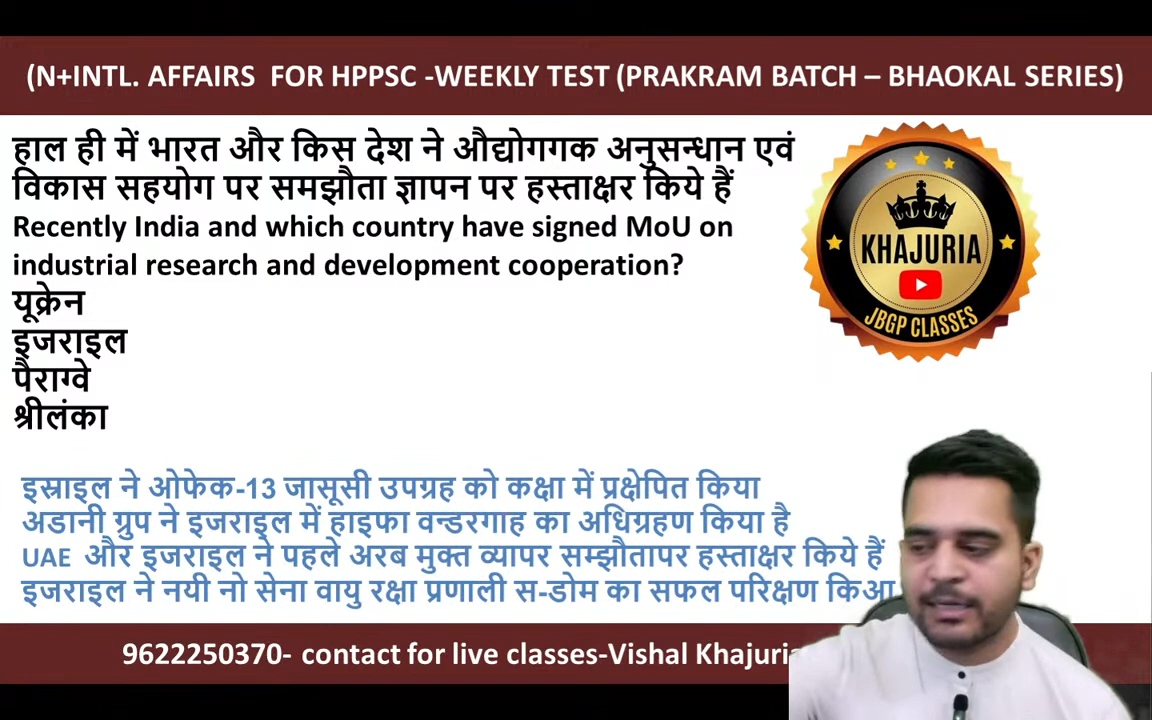 (N+INTL. AFFAIRS FOR HPPSC -WEEKLY TEST (PRAKRAM BATCH – BHAOKAL SERIES)
हाल ही में भारत और किस देश ने औद्योगगक अनुसन्धान एवं
विकास सहयोग पर समझौता ज्ञापन पर हस्ताक्षर किये हैं
Recently India and which country have signed MoU on
industrial research and development cooperation?
यूक्रेन
इजराइल
पैराग्वे
श्रीलंका
KHAJURIA
JBGP CLASSES
इस्राइल ने ओफेक-13 जासूसी उपग्रह को कक्षा में प्रक्षेपित किया
अडानी ग्रुप ने इजराइल में हाइफा वन्डरगाह का अधिग्रहण किया है
UAE और इजराइल ने पहले अरब मुक्त व्यापर सम्झौतापर हस्ताक्षर किये हैं
इजराइल ने नयी नो सेना वायु रक्षा प्रणाली स-डोम का सफल परिक्षण किआ
9622250370- contact for live classes-Vishal Khajuria